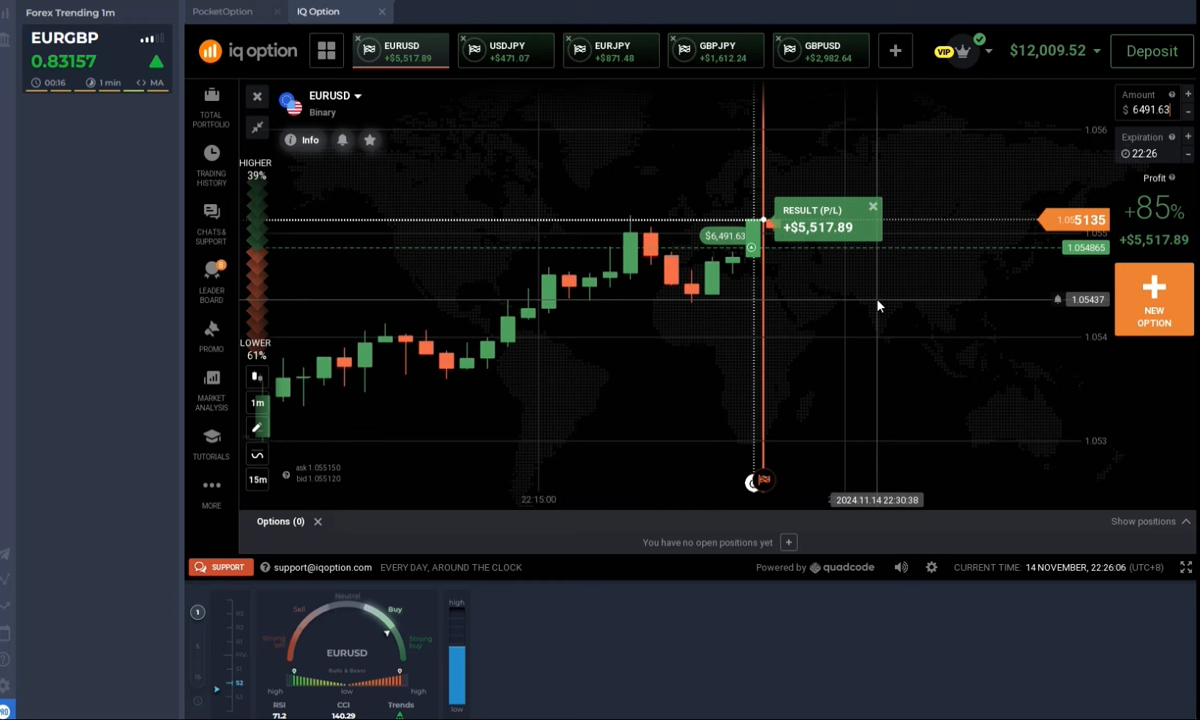 Forex Trending 1m
EURGBP
0.83157
00:16
1 min
MA
PocketOption
IQ Option
iq option
EURUSD
+$5,517.89
USDJPY
+$471.07
EURJPY
+$871.48
GBPJPY
+$1,612.24
GBPUSD
+$2,982.64
VIP
$12,009.52
Deposit
TOTAL
PORTFOLIO
TRADING
HISTORY
CHATS &
SUPPORT
LEADER
BOARD
PROMO
MARKET
ANALYSIS
TUTORIALS
MORE
EURUSD
Binary
Info
HIGHER
39%
LOWER
61%
1m
15m
ask 1.055150
bid 1.055120
22:15:00
$6,491.63
RESULT (P/L)
+$5,517.89
2024.11.14 22:30:38
1.056
1.055135
1.054865
1.05437
1.054
1.053
Amount
$ 6491.63
Expiration
22:26
Profit
+85%
+$5,517.89
NEW
OPTION
Options (0)
Show positions
You have no open positions yet
SUPPORT
support@iqoption.com
EVERY DAY, AROUND THE CLOCK
Powered by quadcode
CURRENT TIME: 14 NOVEMBER, 22:26:06 (UTC+8)
1
S2
Neutral
Sell
Buy
Strong
sell
Strong
buy
EURUSD
Bulls & Bears
high
low
high
RSI
CCI
Trends
71.2
140.29
high
low
PRO